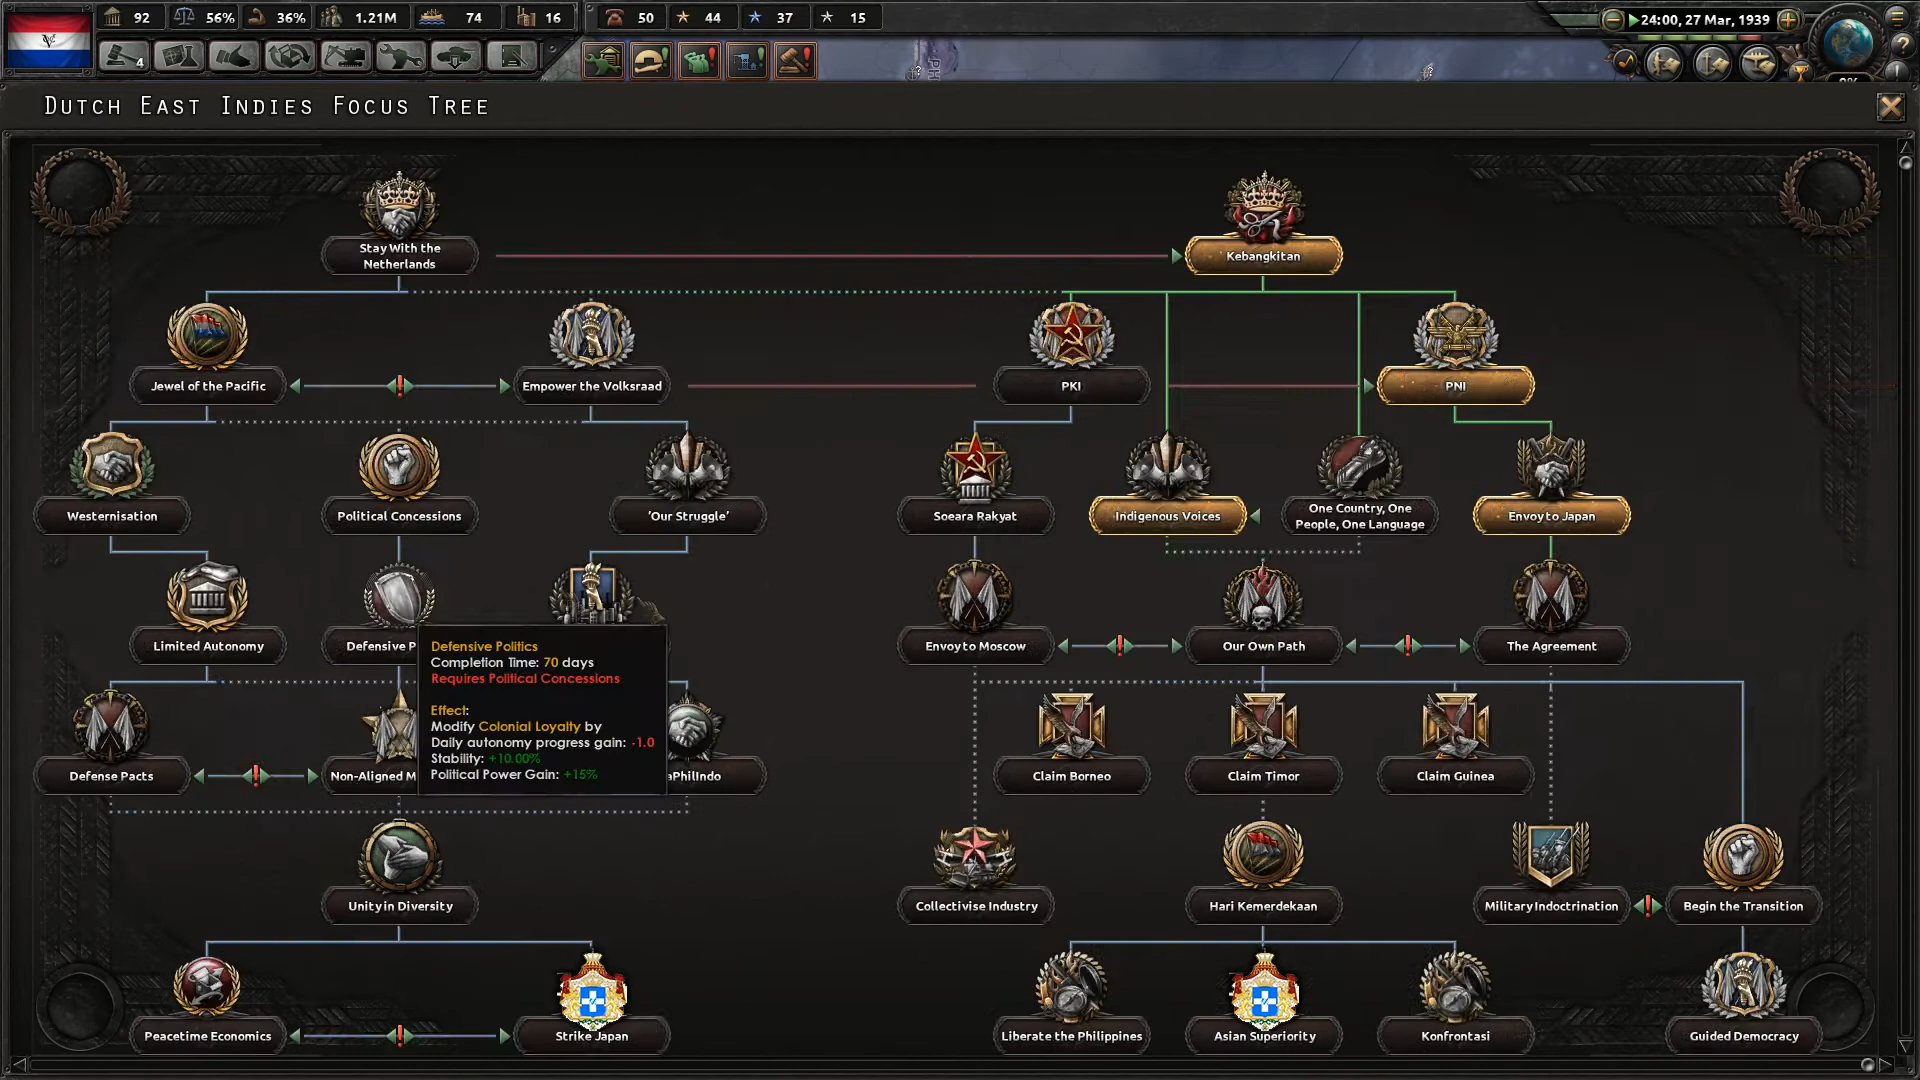 92
56%
36%
1.21M
74
16
50
44
37
15
24:00, 27 Mar, 1939
4
PH
Dutch East Indies Focus Tree
Stay With the
Netherlands
Kebangkitan
Jewel of the Pacific
Empower the Volksraad
PKI
PNI
Westernisation
Political Concessions
'Our Struggle'
Soeara Rakyat
Indigenous Voices
One Country, One
People, One Language
Envoy to Japan
Limited Autonomy
Defensive P
Envoy to Moscow
Our Own Path
The Agreement
Defensive Politics
Completion Time: 70 days
Requires Political Concessions
Effect:
Modify Colonial Loyalty by
Daily autonomy progress gain: -1.0
Stability: +10.00%
Political Power Gain: +15%
Defense Pacts
Non-Aligned M
aPhilIndo
Claim Borneo
Claim Timor
Claim Guinea
Unity in Diversity
Collectivise Industry
Hari Kemerdekaan
Military Indoctrination
Begin the Transition
Peacetime Economics
Strike Japan
Liberate the Philippines
Asian Superiority
Konfrontasi
Guided Democracy